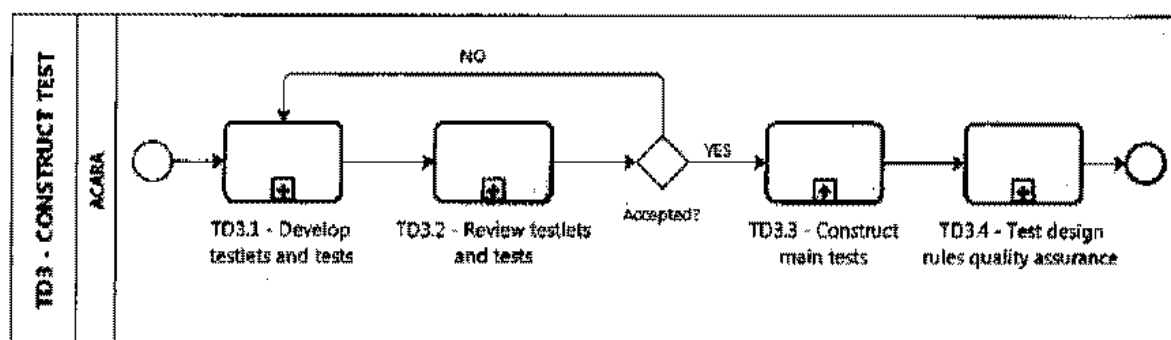 TD3 - CONSTRUCT TEST
ACARA
NO
YES
Accepted?
TD3.1 - Develop
testlets and tests
TD3.2 - Review testlets
and tests
TD3.3 - Construct
main tests
TD3.4 - Test design
rules quality assurance